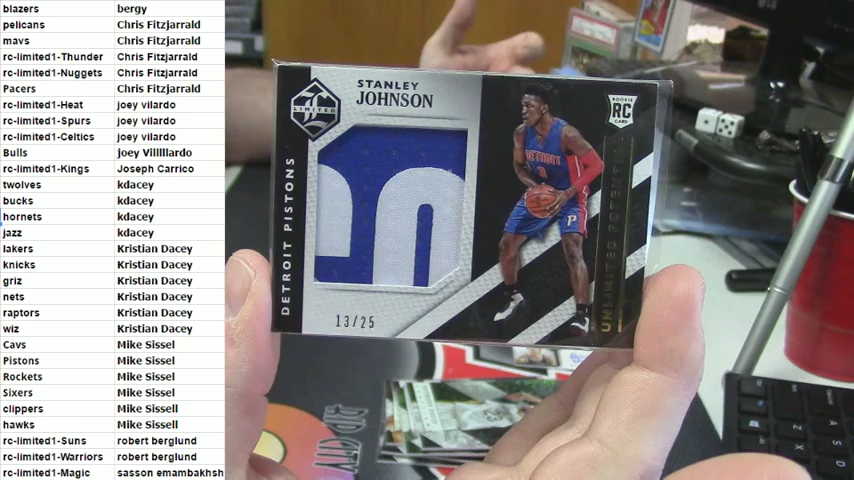 blazers bergy
pelicans Chris Fitzjarrald
mavs Chris Fitzjarrald
rc-limited1-Thunder Chris Fitzjarrald
rc-limited1-Nuggets Chris Fitzjarrald
Pacers Chris Fitzjarrald
rc-limited1-Heat joey vilardo
rc-limited1-Spurs joey vilardo
rc-limited1-Celtics joey vilardo
Bulls joey Villlllardo
rc-limited1-Kings Joseph Carrico
twolves kdacey
bucks kdacey
hornets kdacey
jazz kdacey
lakers Kristian Dacey
knicks Kristian Dacey
griz Kristian Dacey
nets Kristian Dacey
raptors Kristian Dacey
wiz Kristian Dacey
Cavs Mike Sissel
Pistons Mike Sissel
Rockets Mike Sissel
Sixers Mike Sissel
clippers Mike Sissell
hawks Mike Sissell
rc-limited1-Suns robert berglund
rc-limited1-Warriors robert berglund
rc-limited1-Magic sasson emambakhsh
LIMITED
STANLEY
JOHNSON
ROOKIE
RC
CARD
DETROIT PISTONS
DETROIT
P
UNLIMITED POTENTIAL
13/25
RIP CITY